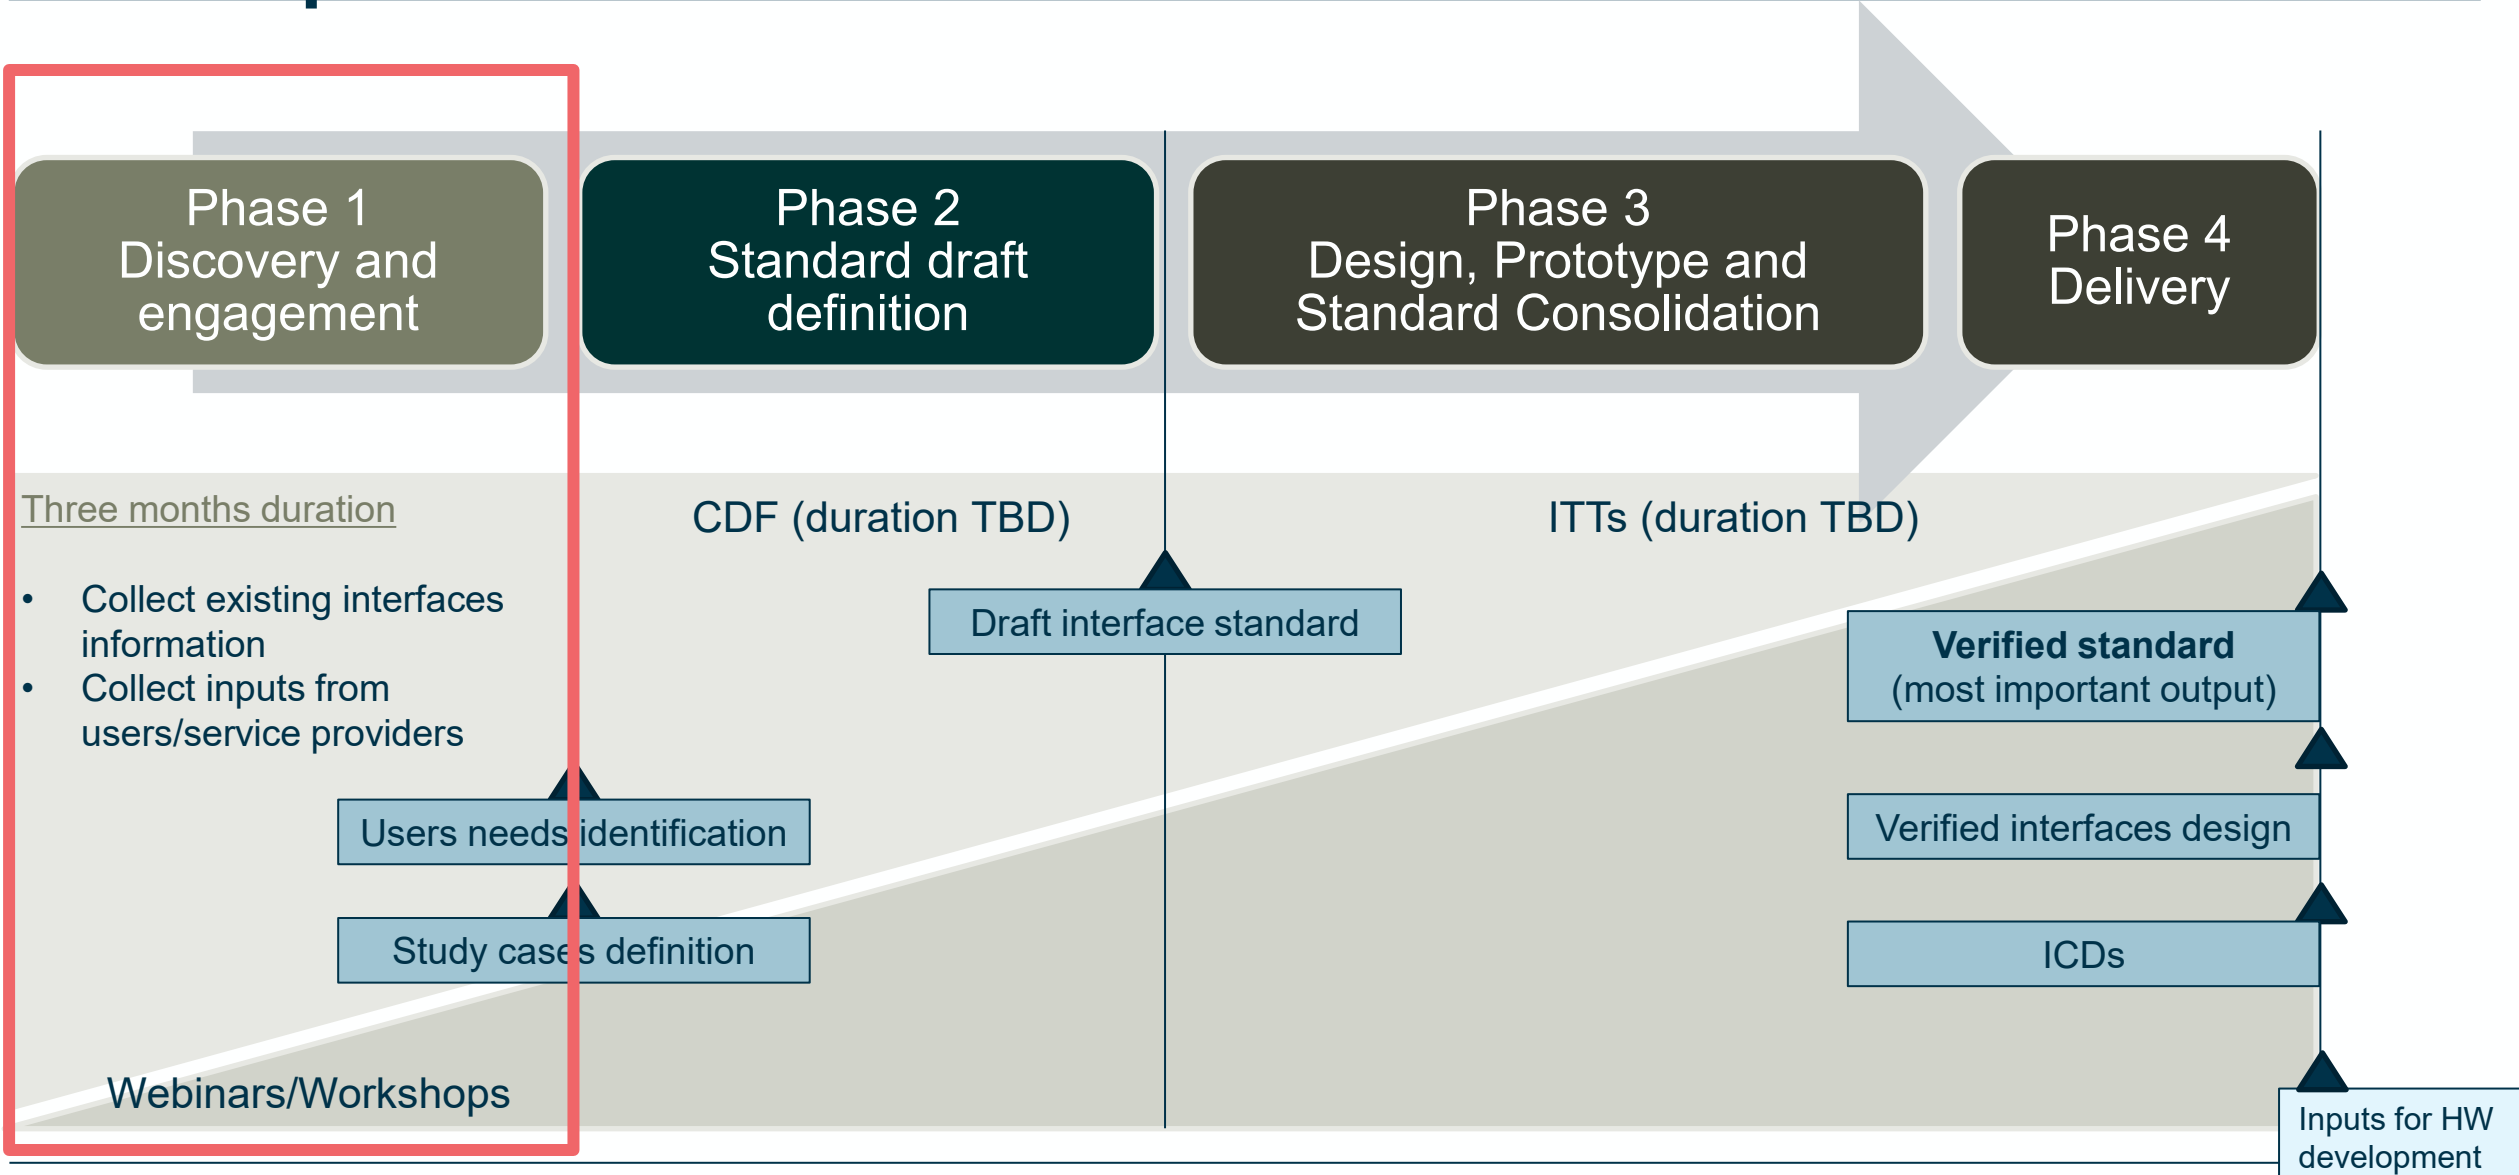 Phase 1
Discovery and
engagement
Phase 2
Standard draft
definition
Phase 3
Design, Prototype and
Standard Consolidation
Phase 4
Delivery
Three months duration
• Collect existing interfaces
information
• Collect inputs from
users/service providers
CDF (duration TBD)
ITTs (duration TBD)
Draft interface standard
Verified standard
(most important output)
Users needs identification
Verified interfaces design
Study cases definition
ICDs
Webinars/Workshops
Inputs for HW
development